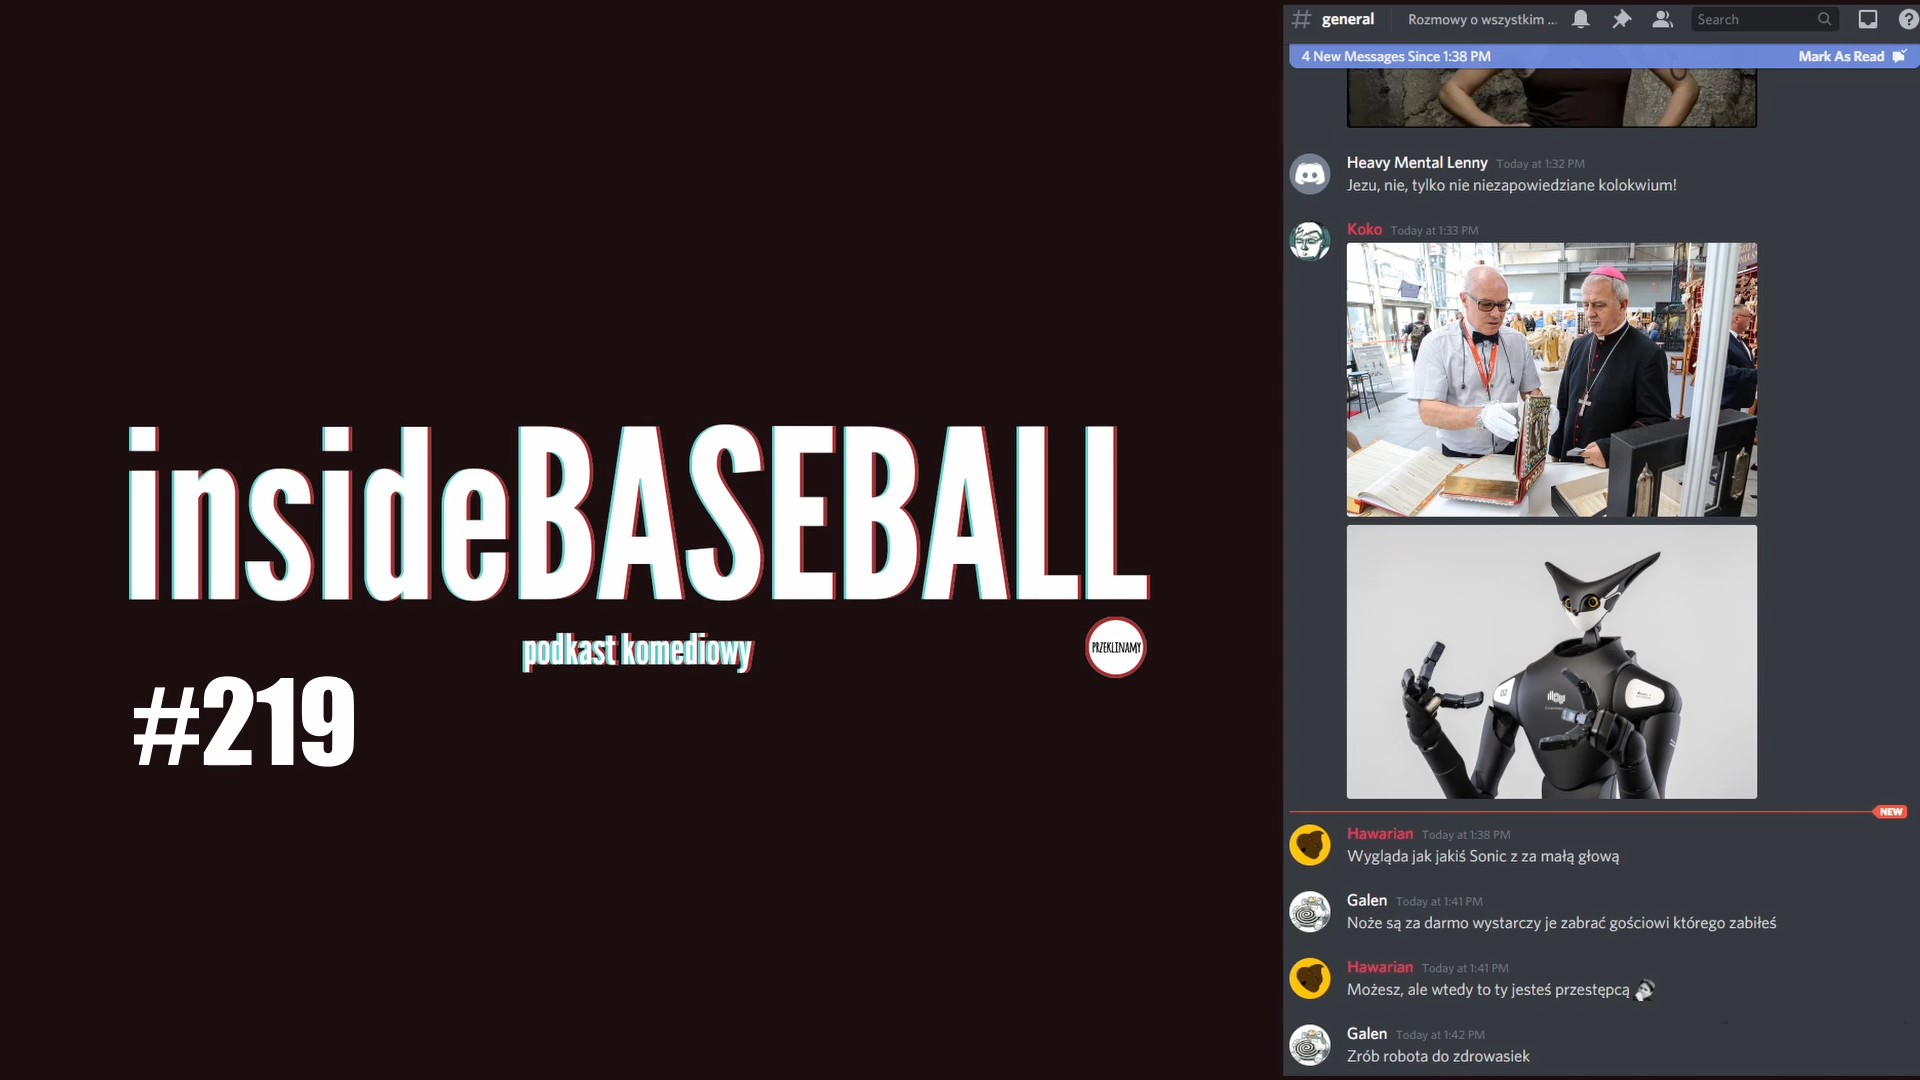 insideBASEBALL
podkast komediowy
PRZEKLINAMY
#219
# general
Rozmowy o wszystkim ...
Search
4 New Messages Since 1:38 PM
Mark As Read
Heavy Mental Lenny Today at 1:32 PM
Jezu, nie, tylko nie niezapowiedziane kolokwium!
Koko Today at 1:33 PM
02
NEW
Hawarian Today at 1:38 PM
Wygląda jak jakiś Sonic z za małą głową
Galen Today at 1:41 PM
Noże są za darmo wystarczy je zabrać gościowi którego zabiłeś
Hawarian Today at 1:41 PM
Możesz, ale wtedy to ty jesteś przestępcą
Galen Today at 1:42 PM
Zrób robota do zdrowasiek